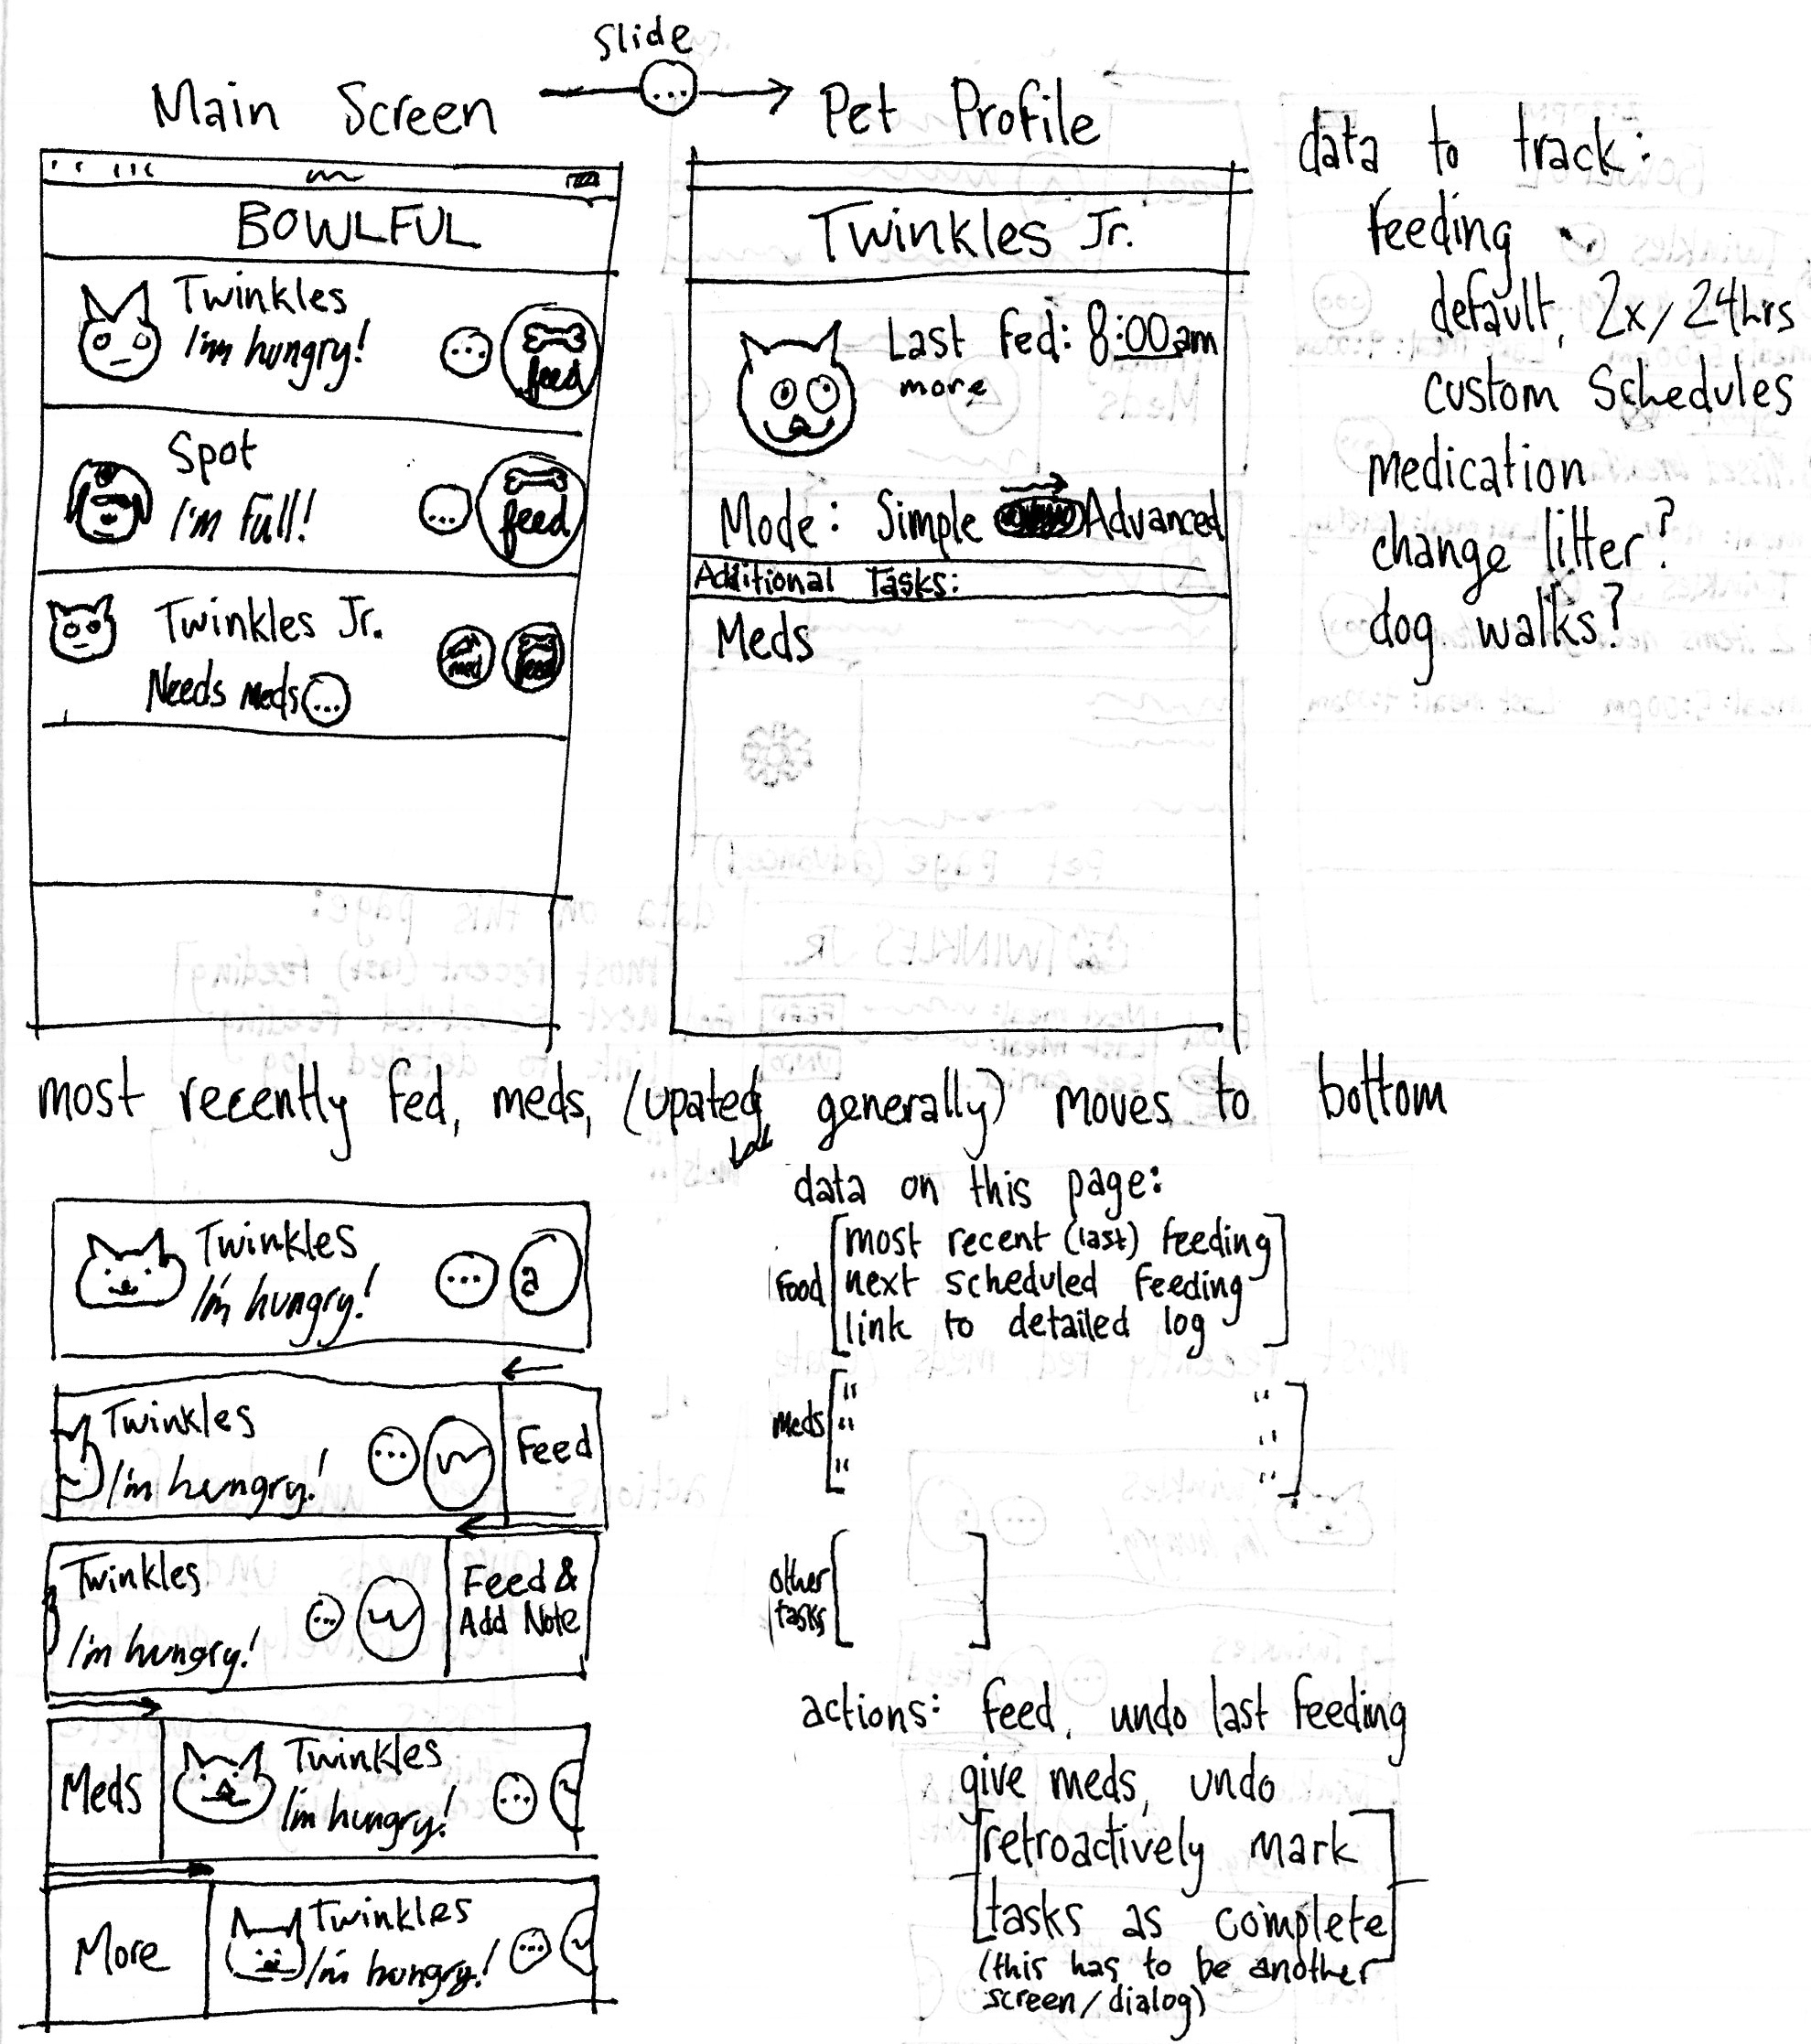 Slide
Main Screen
Pet Profile
BOWLFUL
Twinkles
I'm hungry!
...
feed
Spot
I'm full!
...
feed
Twinkles Jr.
Needs Meds ...
med
feed
Twinkles Jr.
Last Fed: 8:00am
more
Mode: Simple Advanced
Additional Tasks:
Meds
data to track:
feeding
default, 2x/24hrs
custom Schedules
medication
change litter?
dog walks?
most recently fed, meds, (upated generally) moves to bottom
Twinkles
I'm hungry!
... a
Twinkles
I'm hungry!
...
Feed
Twinkles
I'm hungry!
...
Feed &
Add Note
Meds
Twinkles
I'm hungry!
...
More
Twinkles
I'm hungry!
...
data on this page:
Food
most recent (last) feeding
next scheduled feeding
link to detailed log
Meds
" "
" "
" "
other
tasks
actions: feed, undo last feeding
give meds, undo
retroactively mark
tasks as complete
(this has to be another
screen/dialog)